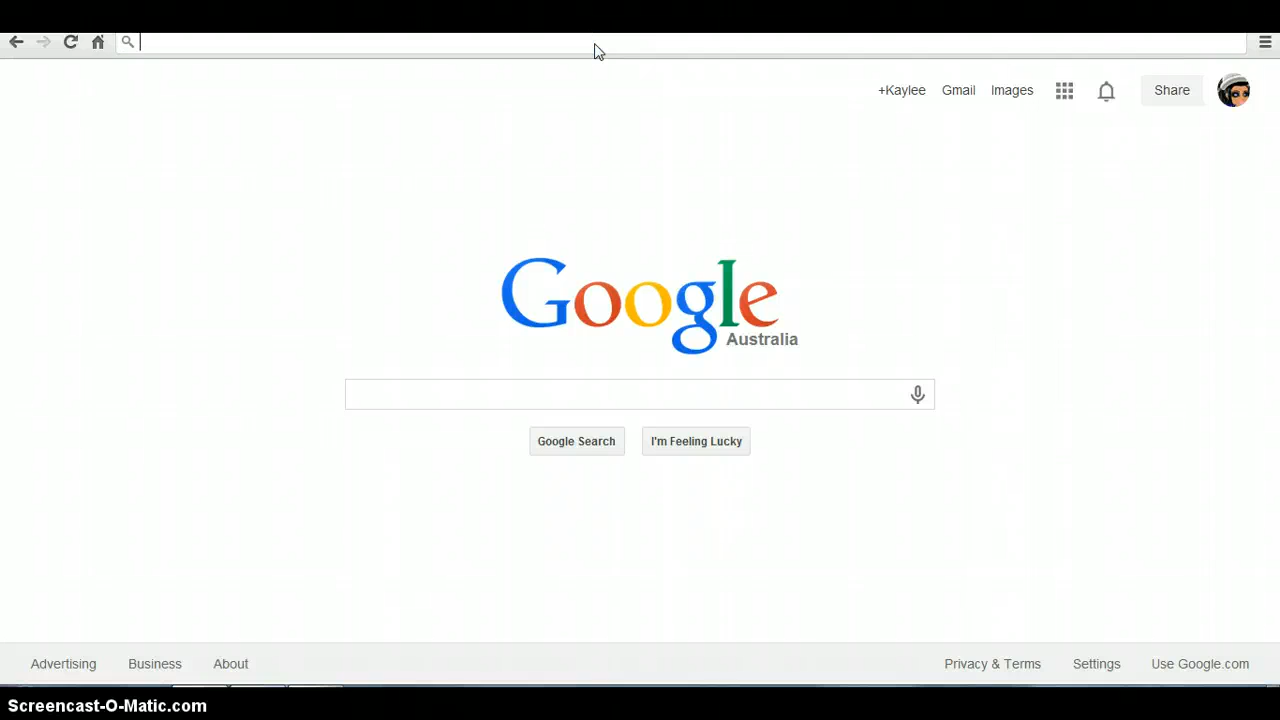 +Kaylee Gmail Images Share
Google
Australia
Google Search I'm Feeling Lucky
Advertising Business About Privacy & Terms Settings Use Google.com
Screencast-O-Matic.com